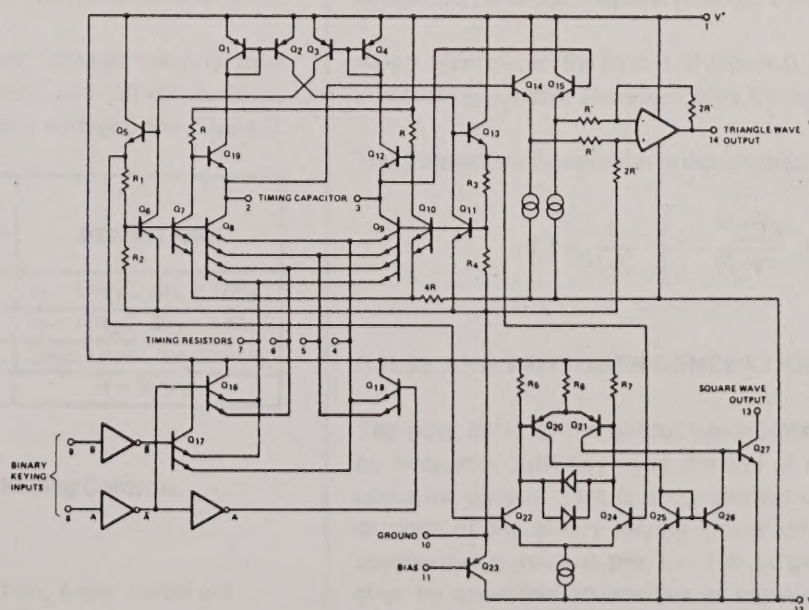 V+
1
Q1
Q2
Q3
Q4
Q14
Q15
Q5
R
R
Q13
R'
R'
2R'
TRIANGLE WAVE
14 OUTPUT
Q19
Q12
2R'
R1
R3
TIMING CAPACITOR
2
3
Q6
Q7
Q8
Q9
Q10
Q11
R2
R4
4R
TIMING RESISTORS
7
6
5
4
Q16
Q18
R5
R6
R7
SQUARE WAVE
OUTPUT
13
Q17
Q20
Q21
Q27
BINARY
KEYING
INPUTS
9
B
B̄
8
A
Ā
A
Q22
Q24
Q25
Q26
GROUND
10
BIAS
11
Q23